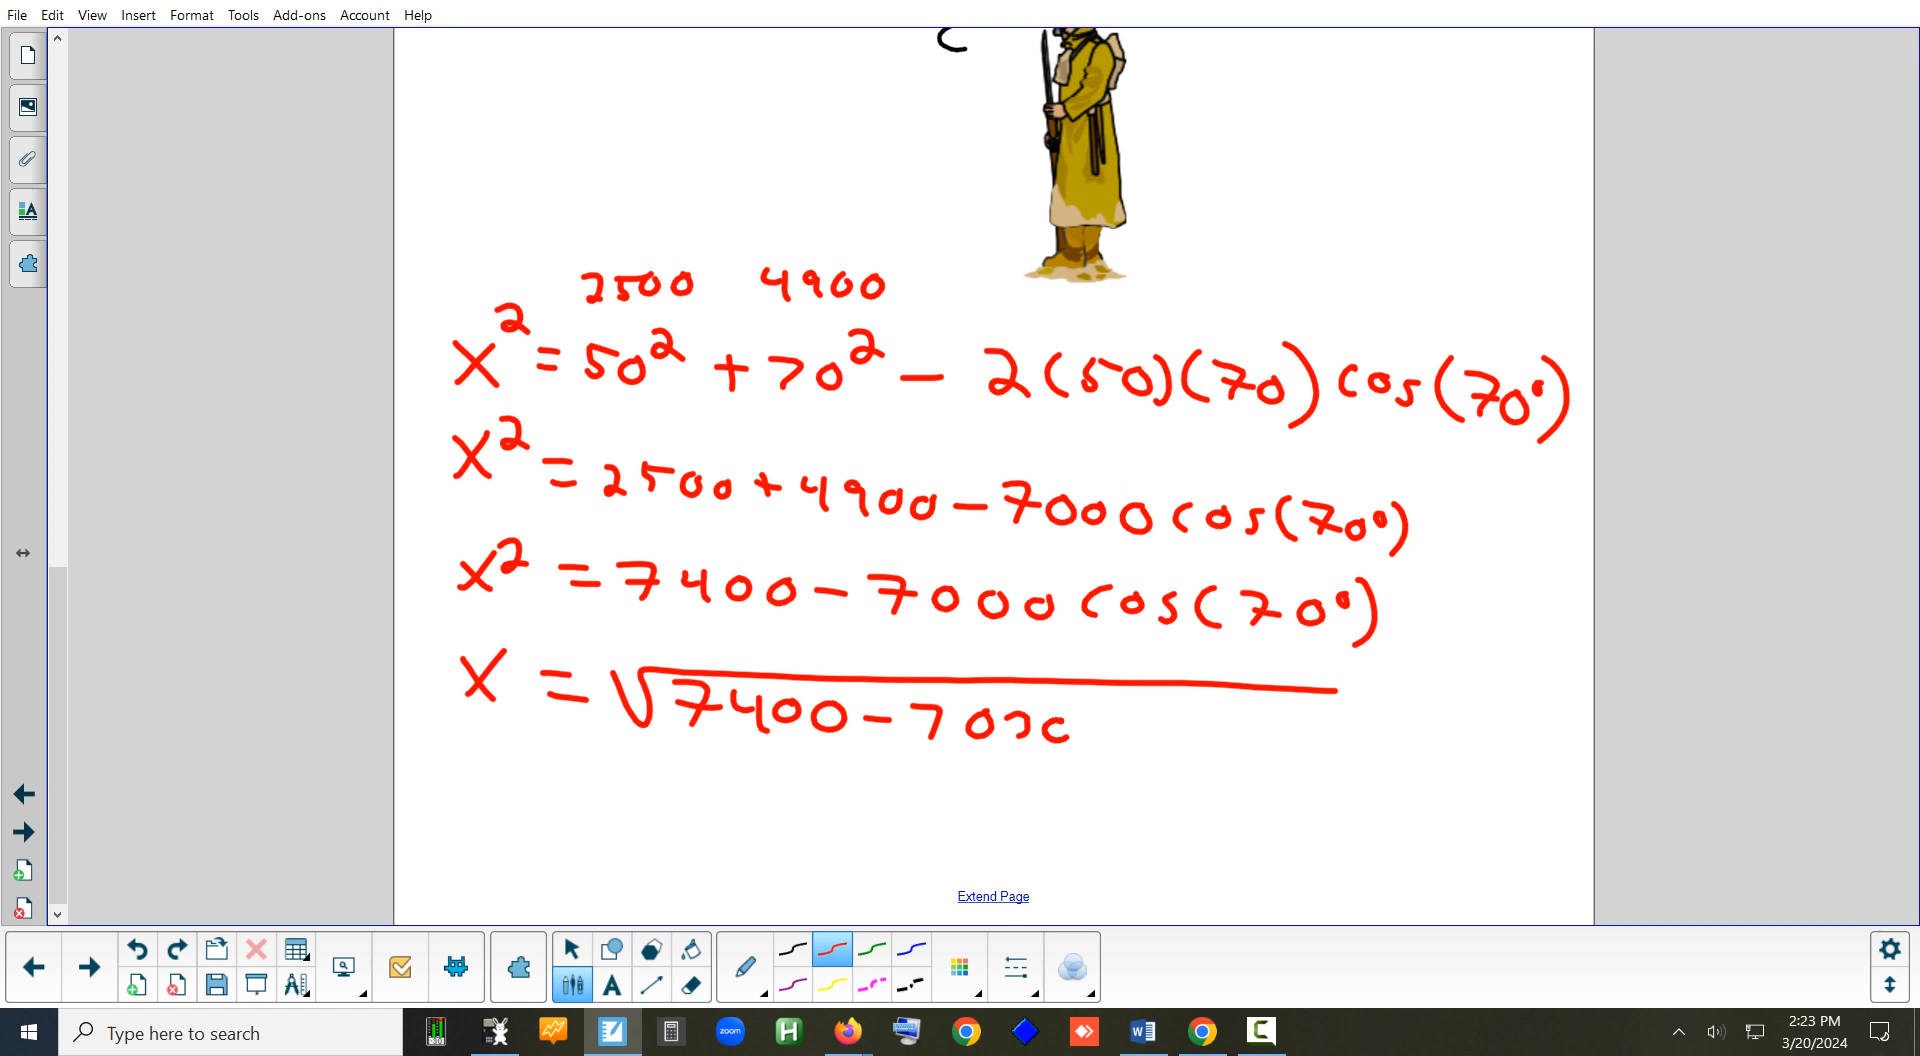 File Edit View Insert Format Tools Add-ons Account Help
C
2500 4900
x² = 50² + 70² - 2(50)(70) cos(70°)
x² = 2500 + 4900 - 7000 cos(70°)
x² = 7400 - 7000 cos(70°)
x = √7400 - 700c
Extend Page
Type here to search
zoom
H
W
C
2:23 PM
3/20/2024